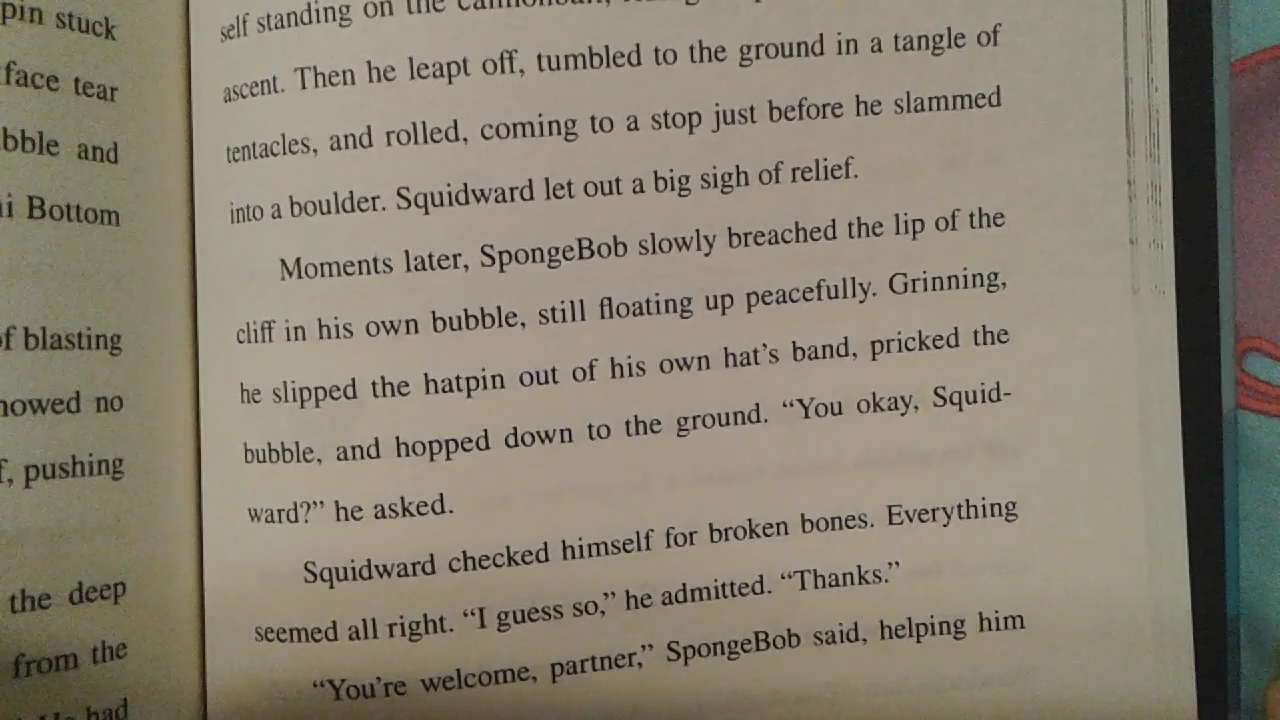 pin stuck
face tear
bble and
Bottom
blasting
no
pushing
the deep
from the
had
self standing on the
ascent. Then he leapt off, tumbled to the ground in a tangle of
tentacles, and rolled, coming to a stop just before he slammed
into a boulder. Squidward let out a big sigh of relief.
Moments later, SpongeBob slowly breached the lip of the
cliff in his own bubble, still floating up peacefully. Grinning,
he slipped the hatpin out of his own hat’s band, pricked the
bubble, and hopped down to the ground. “You okay, Squid-
ward?” he asked.
Squidward checked himself for broken bones. Everything
seemed all right. “I guess so,” he admitted. “Thanks.”
“You’re welcome, partner,” SpongeBob said, helping him